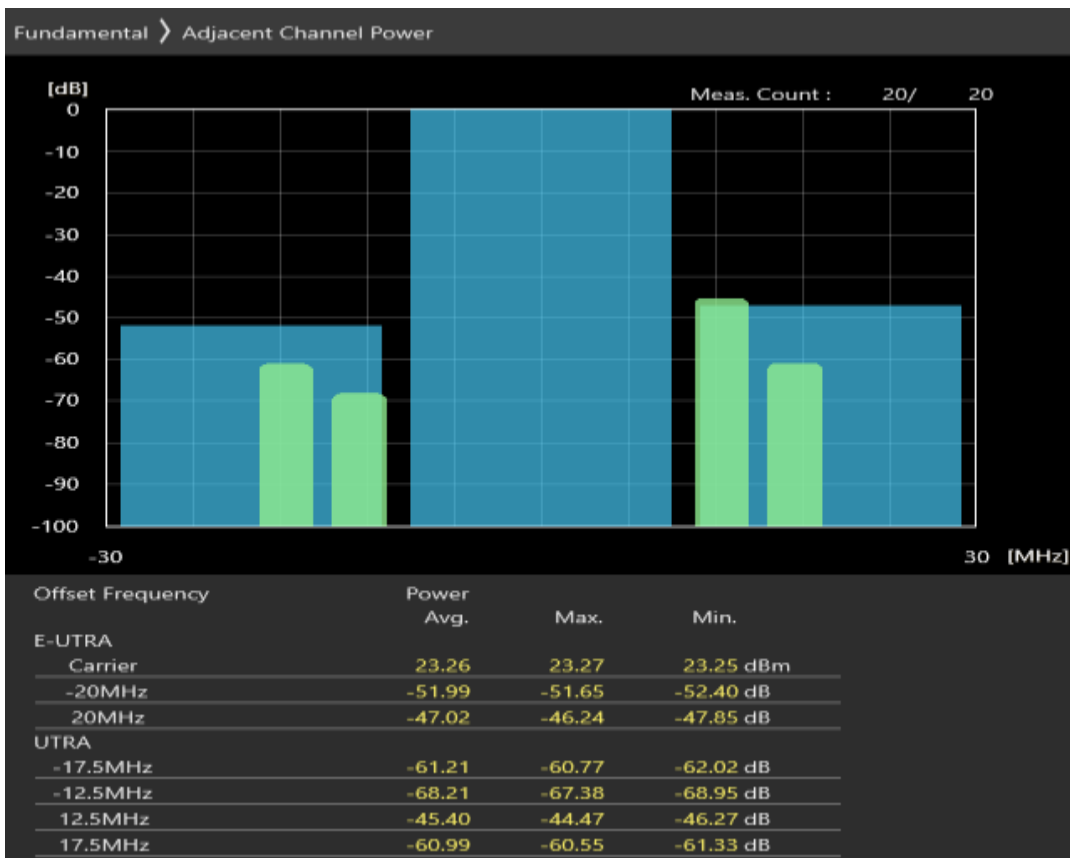 Fundamental 〉 Adjacent Channel Power
[dB]
Meas. Count : 20/ 20
0
-10
-20
-30
-40
-50
-60
-70
-80
-90
-100
-30 30 [MHz]
Offset Frequency Power
Avg. Max. Min.
E-UTRA
Carrier 23.26 23.27 23.25 dBm
-20MHz -51.99 -51.65 -52.40 dB
20MHz -47.02 -46.24 -47.85 dB
UTRA
-17.5MHz -61.21 -60.77 -62.02 dB
-12.5MHz -68.21 -67.38 -68.95 dB
12.5MHz -45.40 -44.47 -46.27 dB
17.5MHz -60.99 -60.55 -61.33 dB